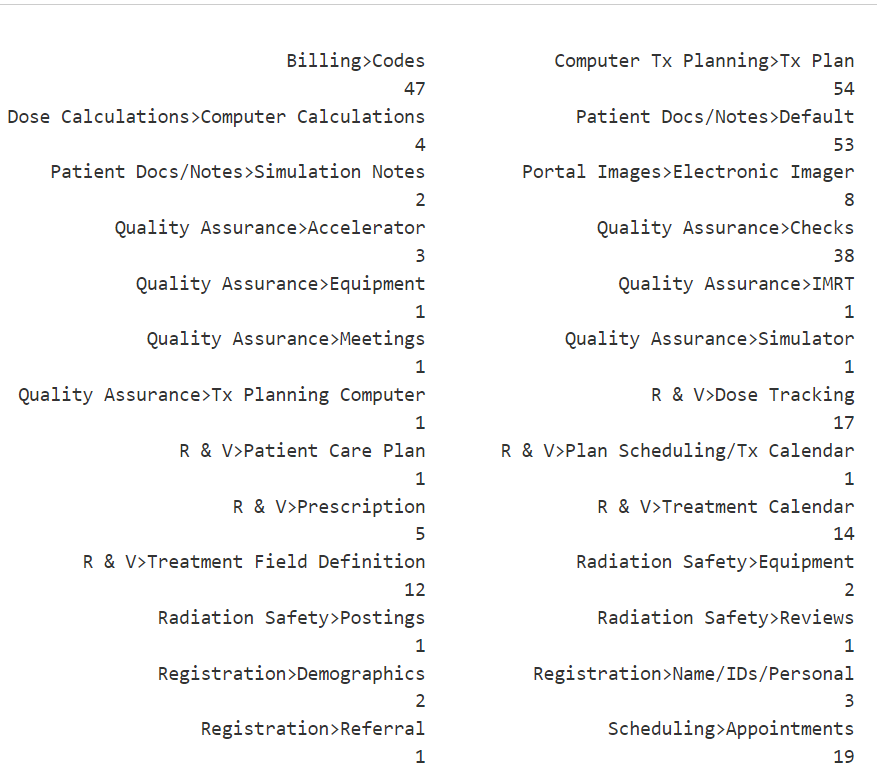 Billing>Codes Computer Tx Planning>Tx Plan
47 54
Dose Calculations>Computer Calculations Patient Docs/Notes>Default
4 53
Patient Docs/Notes>Simulation Notes Portal Images>Electronic Imager
2 8
Quality Assurance>Accelerator Quality Assurance>Checks
3 38
Quality Assurance>Equipment Quality Assurance>IMRT
1 1
Quality Assurance>Meetings Quality Assurance>Simulator
1 1
Quality Assurance>Tx Planning Computer R & V>Dose Tracking
1 17
R & V>Patient Care Plan R & V>Plan Scheduling/Tx Calendar
1 1
R & V>Prescription R & V>Treatment Calendar
5 14
R & V>Treatment Field Definition Radiation Safety>Equipment
12 2
Radiation Safety>Postings Radiation Safety>Reviews
1 1
Registration>Demographics Registration>Name/IDs/Personal
2 3
Registration>Referral Scheduling>Appointments
1 19